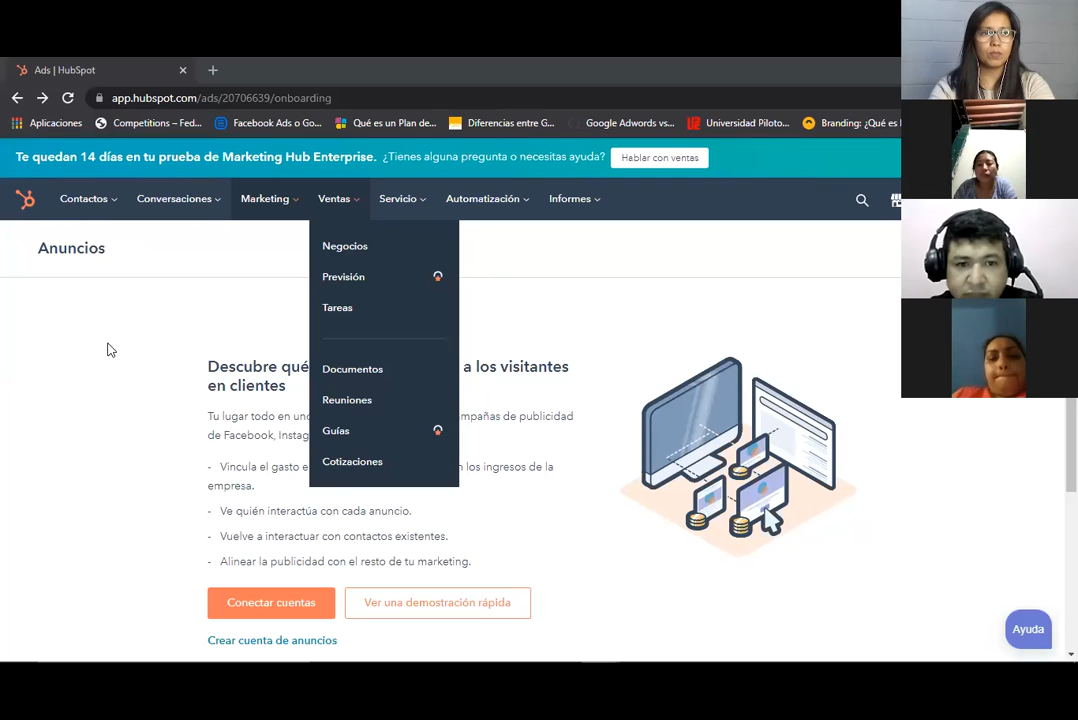 Ads | HubSpot
app.hubspot.com/ads/20706639/onboarding
Aplicaciones Competitions – Fed... Facebook Ads o Go... Qué es un Plan de... Diferencias entre G... Google Adwords vs... Universidad Piloto... Branding: ¿Qué es
Te quedan 14 días en tu prueba de Marketing Hub Enterprise. ¿Tienes alguna pregunta o necesitas ayuda? Hablar con ventas
Contactos Conversaciones Marketing Ventas Servicio Automatización Informes
Anuncios
Negocios
Previsión
Tareas
Documentos
Reuniones
Guías
Cotizaciones
Descubre qué a los visitantes
en clientes
Tu lugar todo en uno campañas de publicidad
de Facebook, Instag
- Vincula el gasto e n los ingresos de la
empresa.
- Ve quién interactúa con cada anuncio.
- Vuelve a interactuar con contactos existentes.
- Alinear la publicidad con el resto de tu marketing.
Conectar cuentas Ver una demostración rápida
Crear cuenta de anuncios
Ayuda